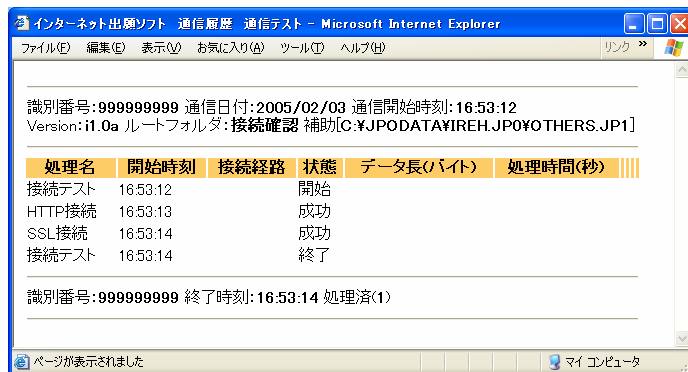 インターネット出願ソフト 通信履歴 通信テスト - Microsoft Internet Explorer
ファイル(F) 編集(E) 表示(V) お気に入り(A) ツール(T) ヘルプ(H) リンク »
識別番号:999999999 通信日付:2005/02/03 通信開始時刻:16:53:12
Version:i1.0a ルートフォルダ:接続確認 補助[C:¥JPODATA¥IREH.JP0¥OTHERS.JP1]
処理名 開始時刻 接続経路 状態 データ長(バイト) 処理時間(秒)
接続テスト 16:53:12 開始
HTTP接続 16:53:13 成功
SSL接続 16:53:14 成功
接続テスト 16:53:14 終了
識別番号:999999999 終了時刻:16:53:14 処理済(1)
ページが表示されました マイ コンピュータ